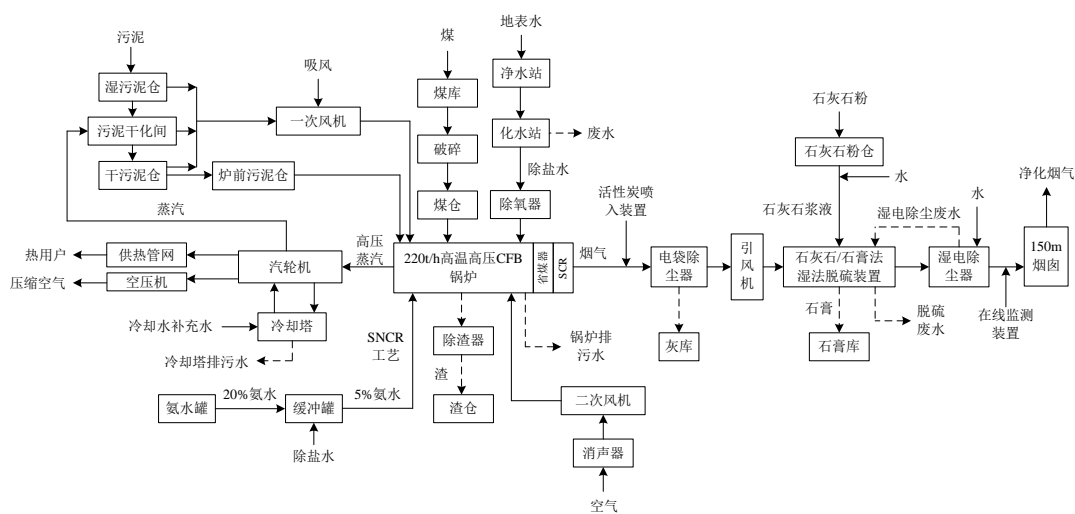 污泥
湿污泥仓
污泥干化间
干污泥仓
炉前污泥仓
蒸汽
吸风
一次风机
煤
煤库
破碎
煤仓
地表水
净水站
化水站
废水
除盐水
除氧器
热用户
供热管网
压缩空气
空压机
汽轮机
高压
蒸汽
220t/h高温高压CFB
锅炉
省煤器
SCR
烟气
活性炭喷
入装置
电袋除
尘器
灰库
引
风
机
石灰石粉
石灰石粉仓
水
石灰石浆液
石灰石/石膏法
湿法脱硫装置
湿电除尘废水
水
湿电除
尘器
净化烟气
150m
烟囱
在线监测
装置
石膏
石膏库
脱硫
废水
冷却水补充水
冷却塔
冷却塔排污水
SNCR
工艺
除渣器
渣
渣仓
锅炉排
污水
氨水罐
20%氨水
缓冲罐
5%氨水
除盐水
二次风机
消声器
空气